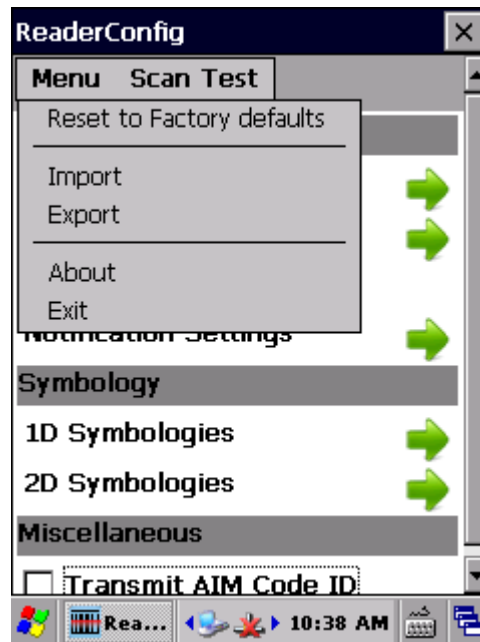 ReaderConfig
Menu Scan Test
Reset to Factory defaults
Import
Export
About
Exit
Notification Settings
Symbology
1D Symbologies
2D Symbologies
Miscellaneous
Transmit AIM Code ID
Rea... 10:38 AM